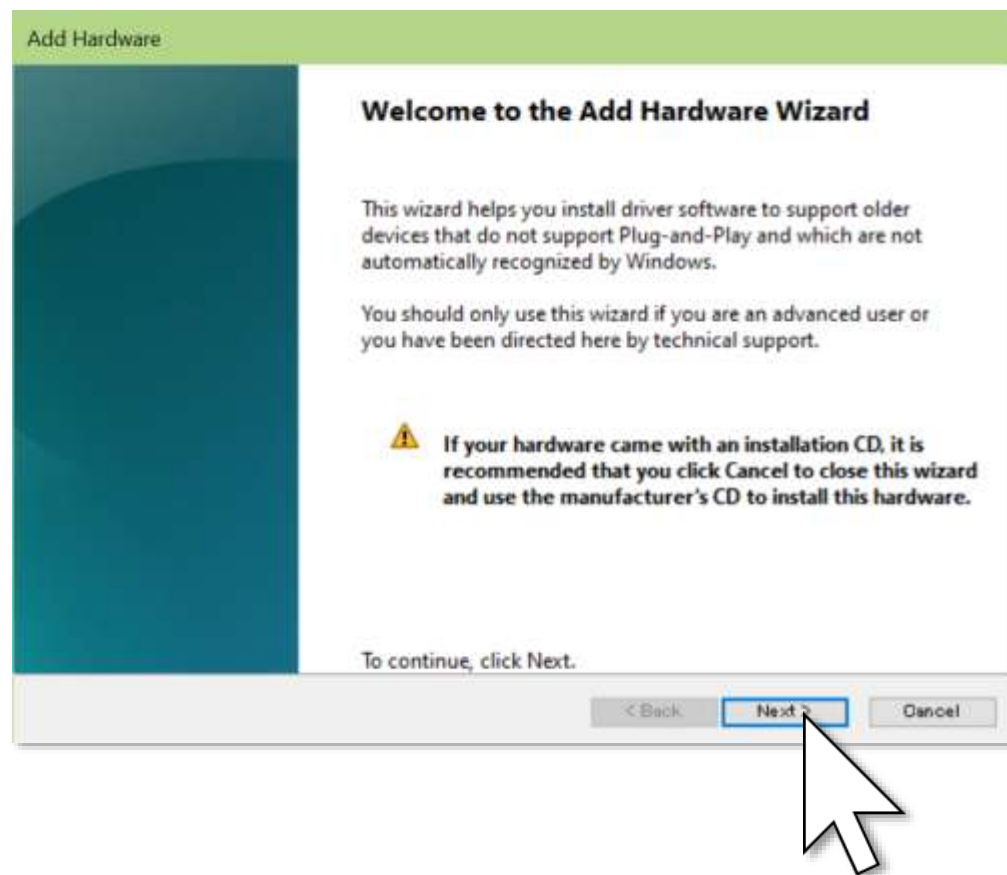 Add Hardware
Welcome to the Add Hardware Wizard
This wizard helps you install driver software to support older
devices that do not support Plug-and-Play and which are not
automatically recognized by Windows.
You should only use this wizard if you are an advanced user or
you have been directed here by technical support.
If your hardware came with an installation CD, it is
recommended that you click Cancel to close this wizard
and use the manufacturer's CD to install this hardware.
To continue, click Next.
< Back Next > Cancel